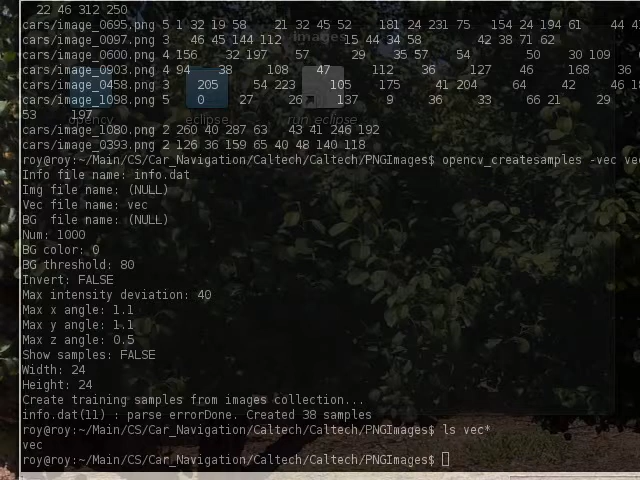 22 46 312 250
cars/image_0695.png 5 1 32 19 58 21 32 45 52 181 24 231 75 154 24 194 61 44
cars/image_0097.png 3 46 45 144 112 15 44 34 58 42 38 71 62
cars/image_0600.png 4 156 32 197 57 29 35 57 54 50 30 109
cars/image_0903.png 4 94 38 108 47 112 36 127 46 168 36
cars/image_0458.png 3 205 54 223 105 175 41 204 64 42 46
cars/image_1098.png 5 0 27 26 137 9 36 33 66 21 29
53 197
cars/image_1080.png 2 260 40 287 63 43 41 246 192
cars/image_0393.png 2 126 36 159 65 40 48 140 118
roy@roy:~/Main/CS/Car_Navigation/Caltech/Caltech/PNGImages$ opencv_createsamples -vec
Info file name: info.dat
Img file name: (NULL)
Vec file name: vec
BG  file name: (NULL)
Num: 1000
BG color: 0
BG threshold: 80
Invert: FALSE
Max intensity deviation: 40
Max x angle: 1.1
Max y angle: 1.1
Max z angle: 0.5
Show samples: FALSE
Width: 24
Height: 24
Create training samples from images collection...
info.dat(11) : parse errorDone. Created 38 samples
roy@roy:~/Main/CS/Car_Navigation/Caltech/Caltech/PNGImages$ ls vec*
vec
roy@roy:~/Main/CS/Car_Navigation/Caltech/Caltech/PNGImages$
images
opencv
eclipse
run eclipse